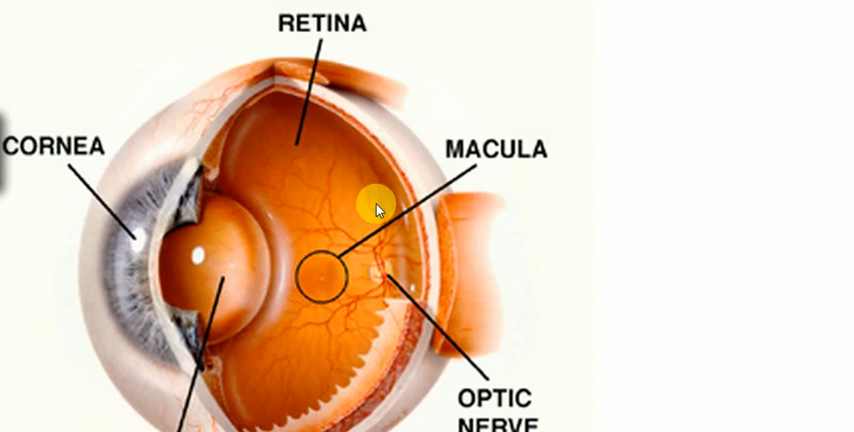 RETINA
CORNEA
MACULA
OPTIC
NERVE